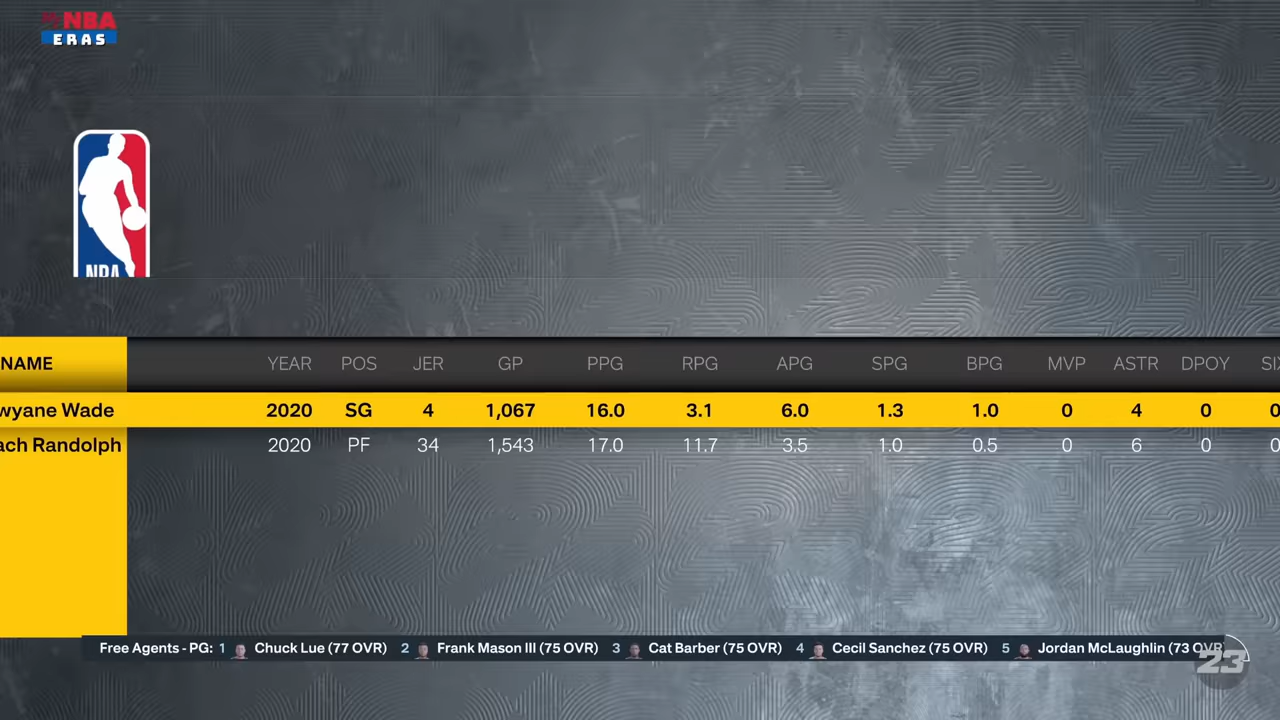 NBA
ERAS
NBA
NAME YEAR POS JER GP PPG RPG APG SPG BPG MVP ASTR DPOY SIX
wyane Wade 2020 SG 4 1,067 16.0 3.1 6.0 1.3 1.0 0 4 0 0
ach Randolph 2020 PF 34 1,543 17.0 11.7 3.5 1.0 0.5 0 6 0 0
Free Agents - PG: 1 Chuck Lue (77 OVR) 2 Frank Mason III (75 OVR) 3 Cat Barber (75 OVR) 4 Cecil Sanchez (75 OVR) 5 Jordan McLaughlin (73 OVR)
23